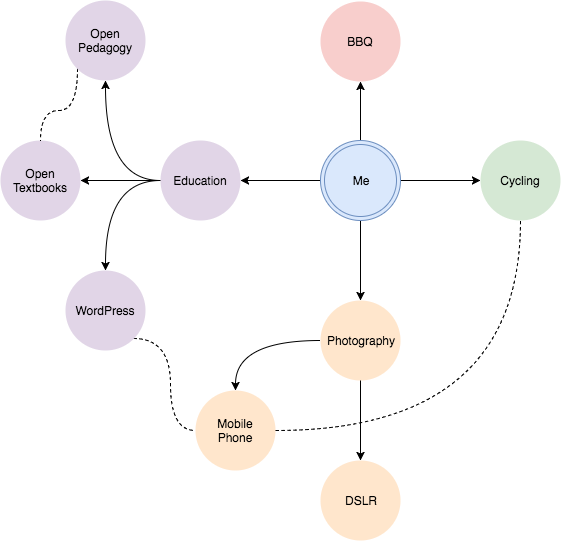 Open
Pedagogy
BBQ
Open
Textbooks
Education
Me
Cycling
WordPress
Photography
Mobile
Phone
DSLR